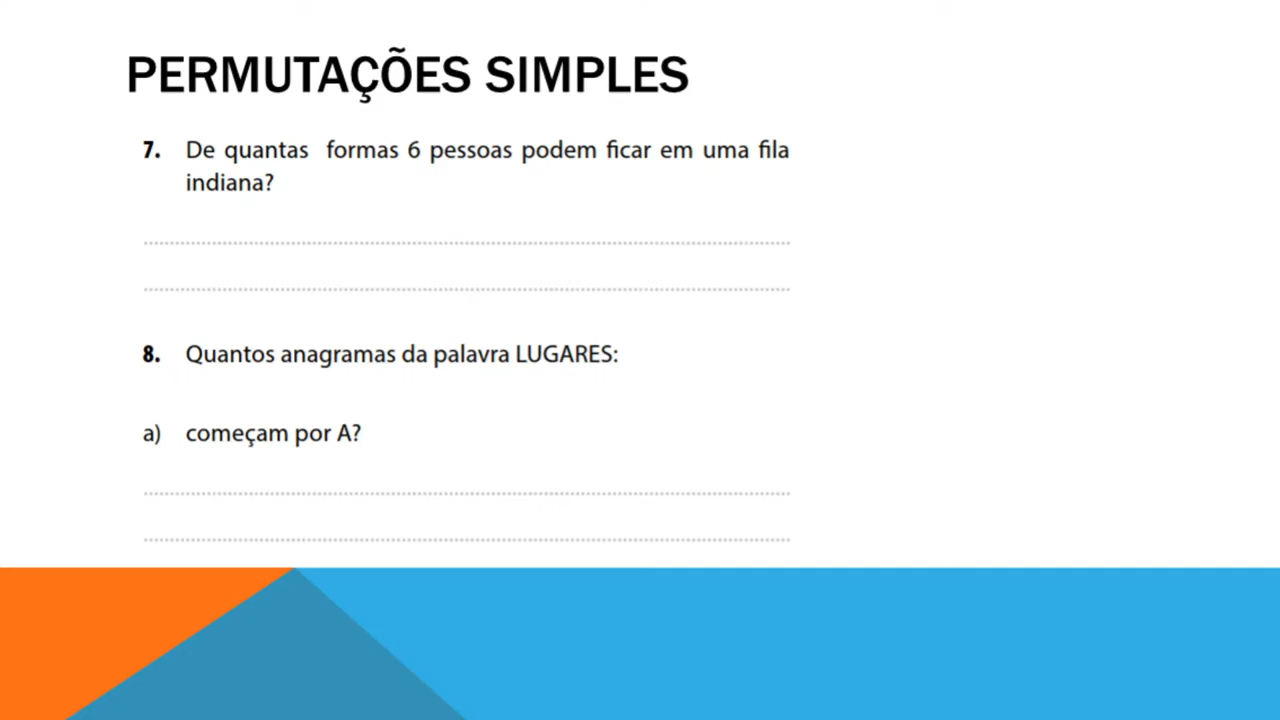 PERMUTAÇÕES SIMPLES
7. De quantas formas 6 pessoas podem ficar em uma fila
indiana?
8. Quantos anagramas da palavra LUGARES:
a) começam por A?